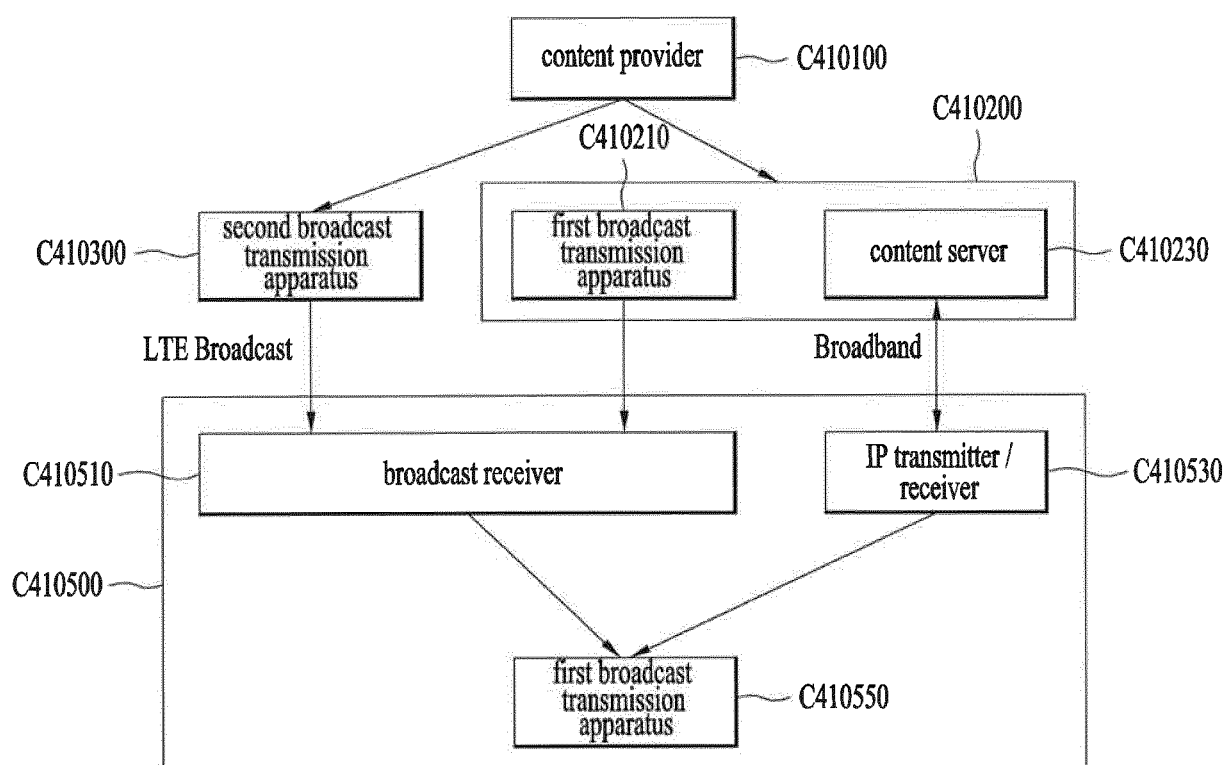 content provider
C410100
C410200
C410210
second broadcast
transmission
apparatus
C410300
first broadcast
transmission
apparatus
content server
C410230
LTE Broadcast
Broadband
C410510
broadcast receiver
IP transmitter /
receiver
C410530
C410500
first broadcast
transmission
apparatus
C410550